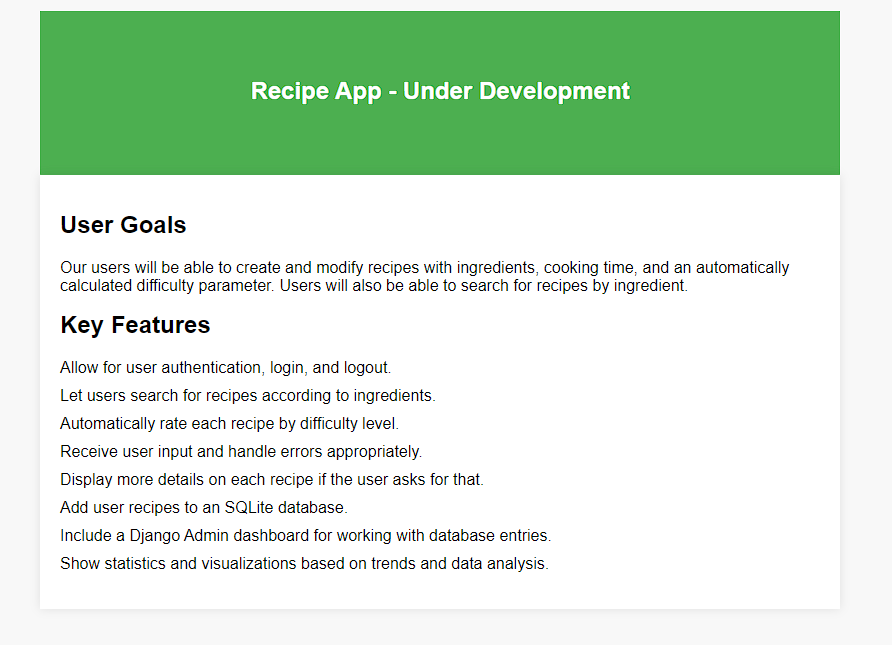 Recipe App - Under Development
User Goals
Our users will be able to create and modify recipes with ingredients, cooking time, and an automatically
calculated difficulty parameter. Users will also be able to search for recipes by ingredient.
Key Features
Allow for user authentication, login, and logout.
Let users search for recipes according to ingredients.
Automatically rate each recipe by difficulty level.
Receive user input and handle errors appropriately.
Display more details on each recipe if the user asks for that.
Add user recipes to an SQLite database.
Include a Django Admin dashboard for working with database entries.
Show statistics and visualizations based on trends and data analysis.